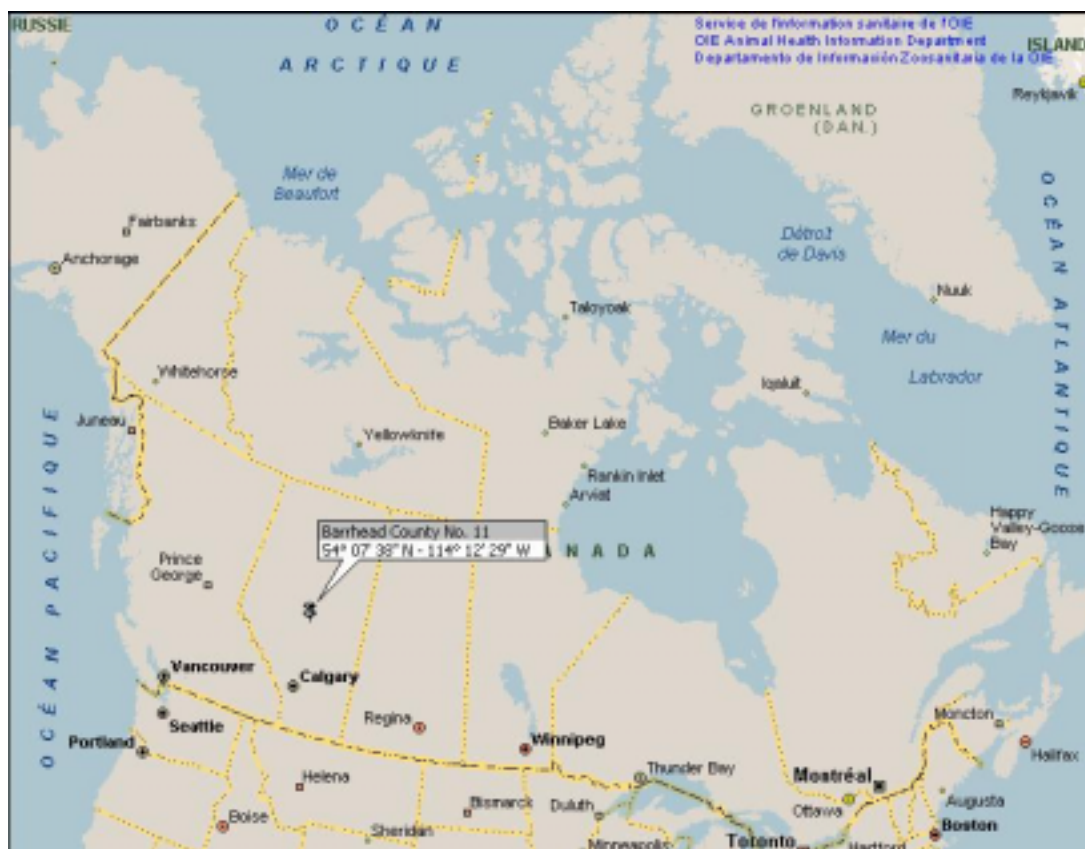 RUSSIE
OCÉAN
ARCTIQUE
Service de l'information sanitaire de l'OIE
OIE Animal Health Information Department
Departamento de Información Zoosanitaria de la OIE
ISLAND
Reykjavik
GROENLAND
(DAN.)
Mer de
Beaufort
Fairbanks
Anchorage
Détroit
de Davis
Nuuk
OCÉAN ATLANTIQUE
Taloyoak
Mer du
Labrador
Whitehorse
Iqaluit
Juneau
Yellowknife
Baker Lake
Rankin Inlet
Arviat
OCÉAN PACIFIQUE
Happy
Valley-Goose
Bay
Barrhead County No. 11
54° 07' 38" N - 114° 12' 29" W
ANADA
Prince
George
Vancouver
Calgary
Seattle
Regina
Portland
Winnipeg
Moncton
Halifax
Helena
Thunder Bay
Montréal
Bismarck
Duluth
Ottawa
Augusta
Boise
Sheridan
Minneapolis
Toronto
Hartford
Boston